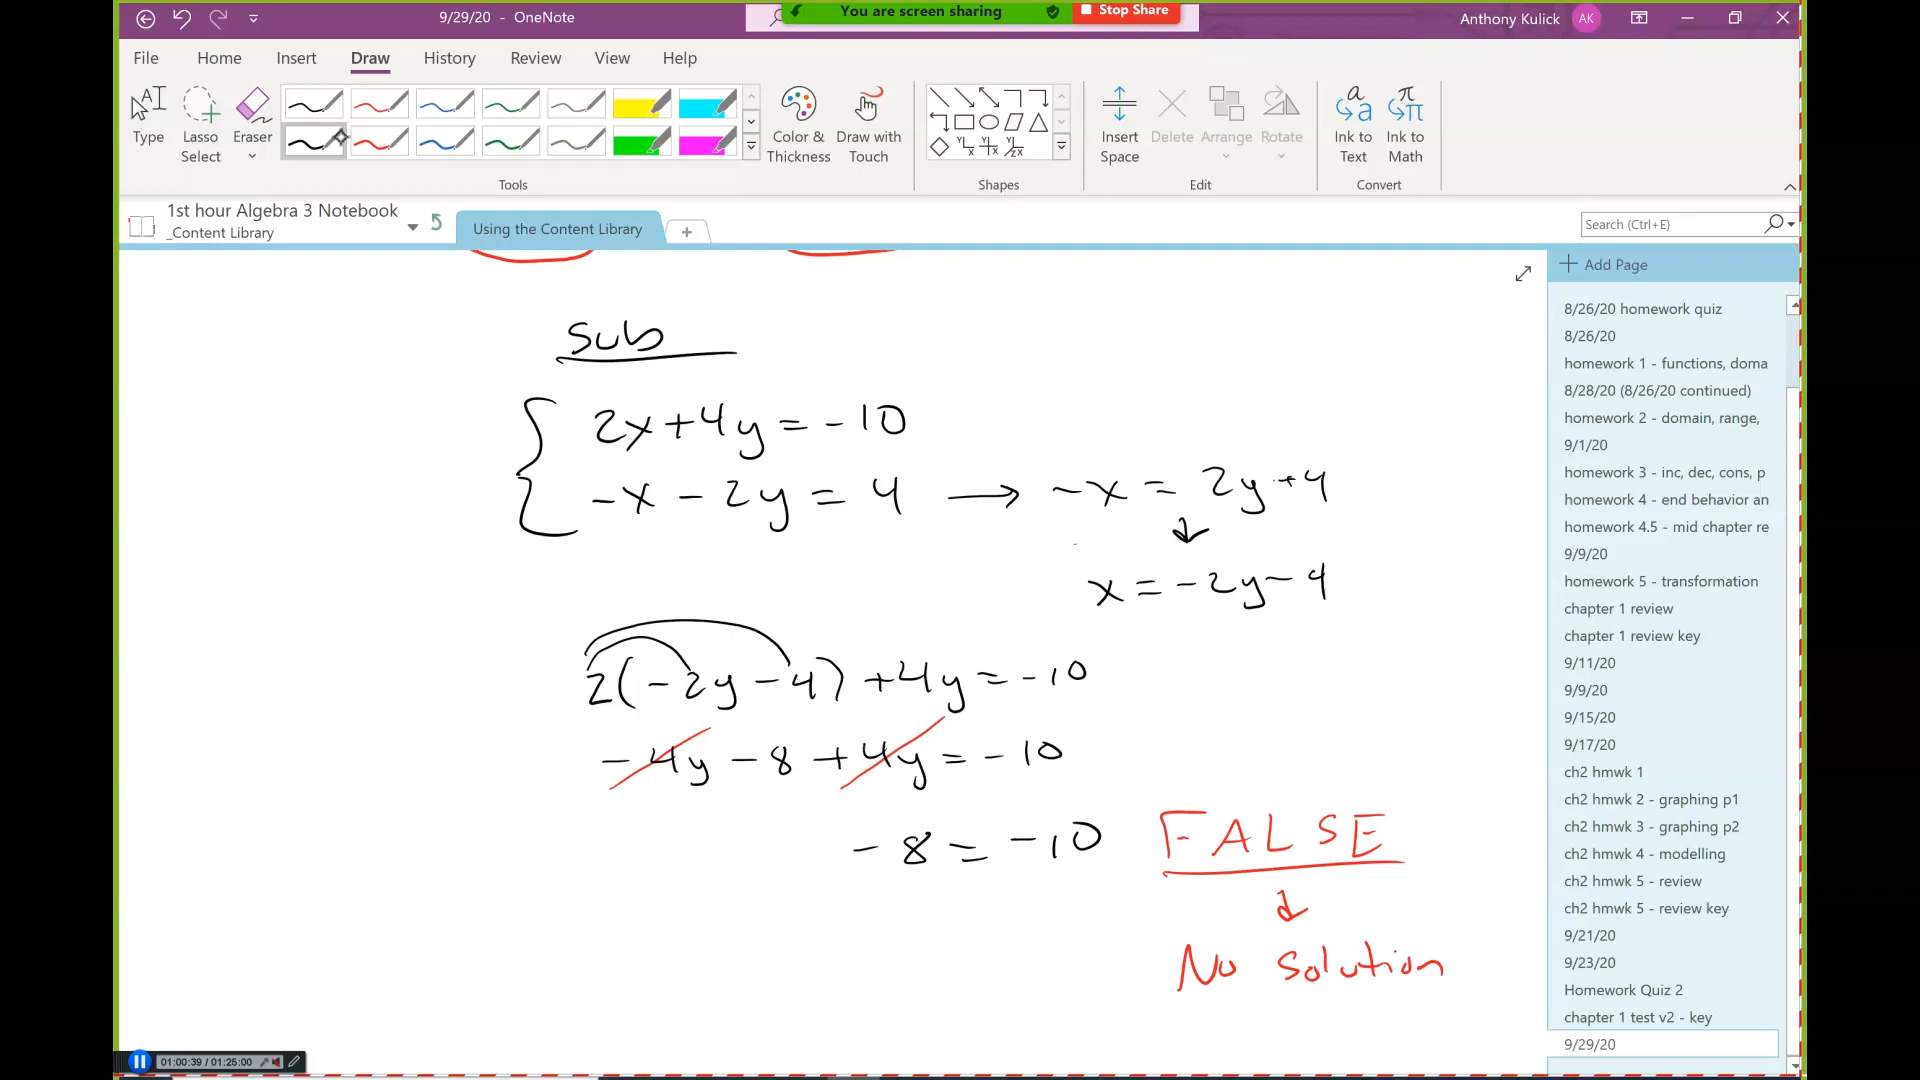 9/29/20 - OneNote
You are screen sharing
Stop Share
Anthony Kulick
AK
File Home Insert Draw History Review View Help
Type
Lasso Select
Eraser
Color & Thickness
Draw with Touch
Insert Space
Delete
Arrange
Rotate
Ink to Text
Ink to Math
Tools
Shapes
Edit
Convert
1st hour Algebra 3 Notebook
_Content Library
Using the Content Library
Search (Ctrl+E)
Add Page
8/26/20 homework quiz
8/26/20
homework 1 - functions, doma
8/28/20 (8/26/20 continued)
homework 2 - domain, range,
9/1/20
homework 3 - inc, dec, cons, p
homework 4 - end behavior an
homework 4.5 - mid chapter re
9/9/20
homework 5 - transformation
chapter 1 review
chapter 1 review key
9/11/20
9/9/20
9/15/20
9/17/20
ch2 hmwk 1
ch2 hmwk 2 - graphing p1
ch2 hmwk 3 - graphing p2
ch2 hmwk 4 - modelling
ch2 hmwk 5 - review
ch2 hmwk 5 - review key
9/21/20
9/23/20
Homework Quiz 2
chapter 1 test v2 - key
9/29/20
Sub
2x+4y=-10
-x-2y=4 → -x=2y+4
↓
x=-2y-4
2(-2y-4)+4y=-10
-4y-8+4y=-10
-8=-10 FALSE
↓
No solution
01:00:39 / 01:25:00